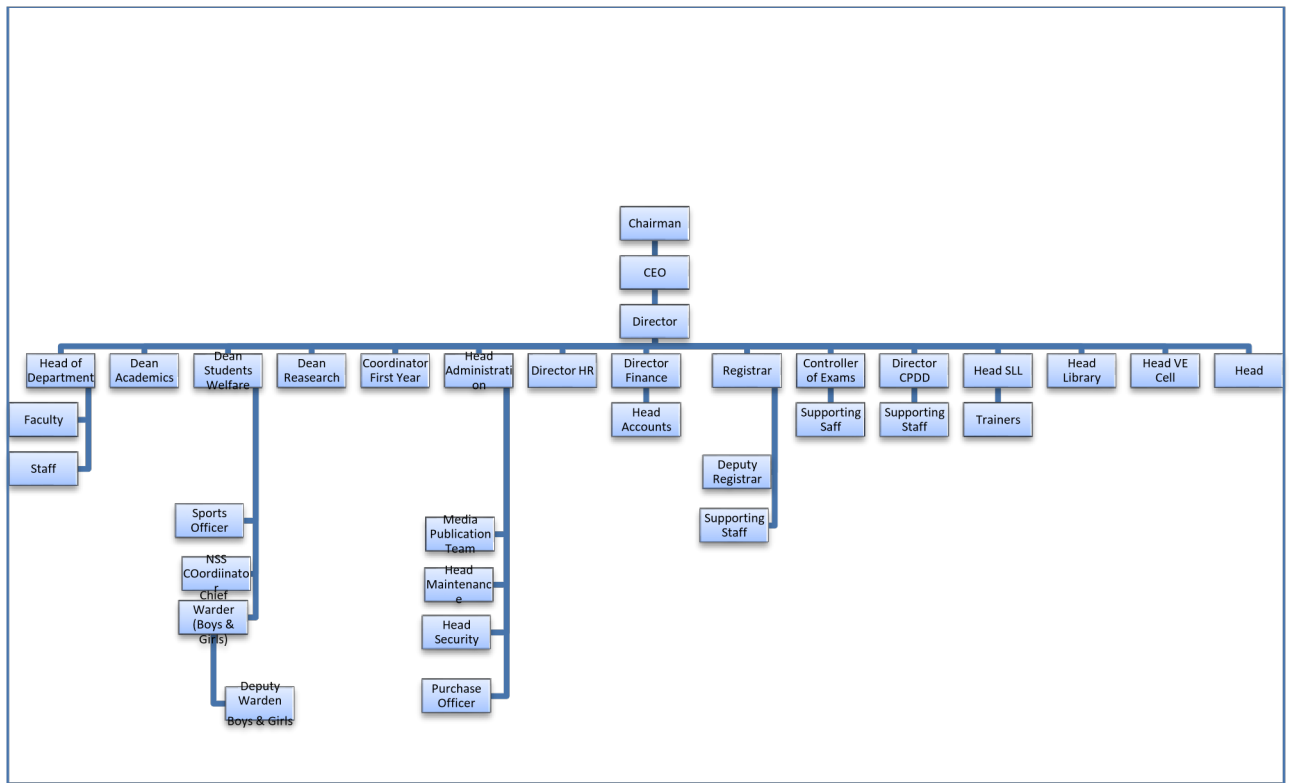 Chairman
CEO
Director
Head of
Department
Dean
Academics
Dean
Students
Welfare
Dean
Reasearch
Coordinator
First Year
Head
Administrati
on
Director HR
Director
Finance
Registrar
Controller
of Exams
Director
CPDD
Head SLL
Head
Library
Head VE
Cell
Head
Faculty
Staff
Head
Accounts
Supporting
Saff
Supporting
Staff
Trainers
Deputy
Registrar
Supporting
Staff
Sports
Officer
NSS
COordiinato
r
Chief
Warder
(Boys &
Girls)
Deputy
Warden
Boys & Girls
Media
Publication
Team
Head
Maintenanc
e
Head
Security
Purchase
Officer